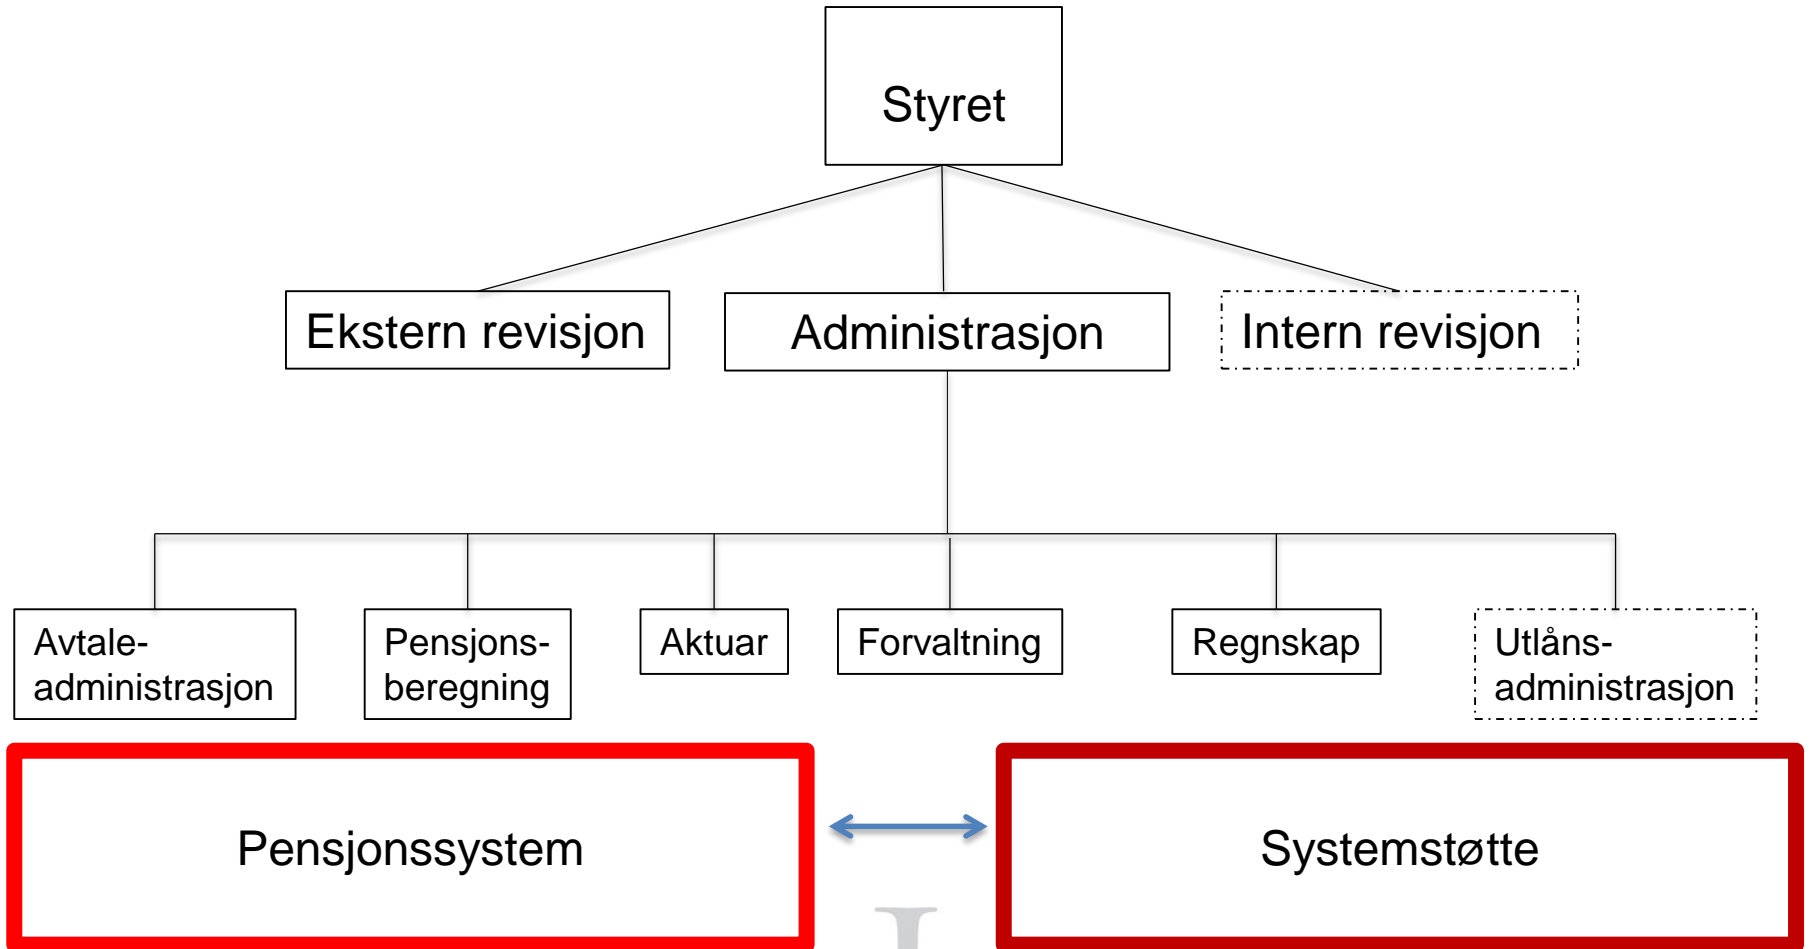 Styret
Ekstern revisjon
Administrasjon
Intern revisjon
Avtale-
administrasjon
Pensjons-
beregning
Aktuar
Forvaltning
Regnskap
Utlåns-
administrasjon
Pensjonssystem
Systemstøtte